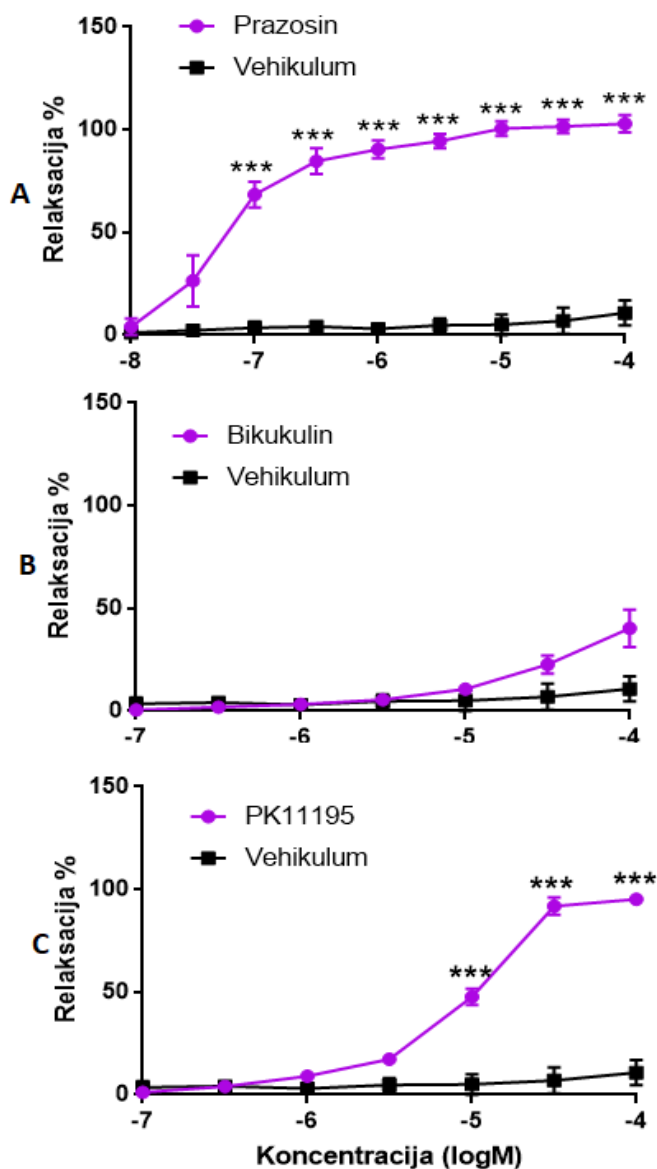 150
Prazosin
Vehikulum
*** *** *** *** *** *** ***
100
A
Relaksacija %
50
0
-8 -7 -6 -5 -4
150
Bikukulin
Vehikulum
100
B
Relaksacija %
50
0
-7 -6 -5 -4
150
PK11195
Vehikulum
*** *** ***
100
C
Relaksacija %
50
0
-7 -6 -5 -4
Koncentracija (logM)